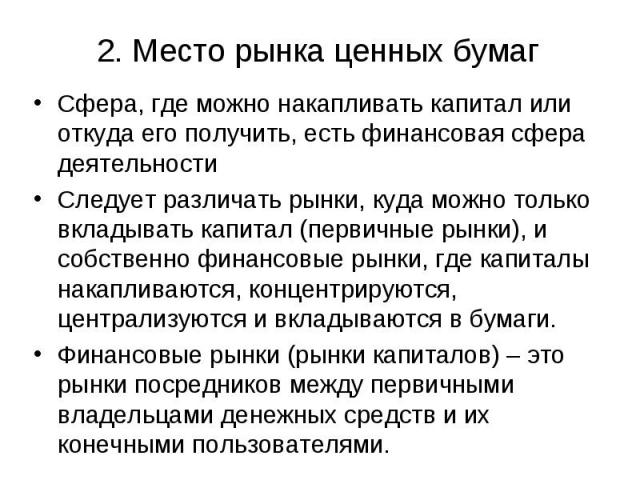 2. Место рынка ценных бумаг
• Сфера, где можно накапливать капитал или
откуда его получить, есть финансовая сфера
деятельности
• Следует различать рынки, куда можно только
вкладывать капитал (первичные рынки), и
собственно финансовые рынки, где капиталы
накапливаются, концентрируются,
централизуются и вкладываются в бумаги.
• Финансовые рынки (рынки капиталов) – это
рынки посредников между первичными
владельцами денежных средств и их
конечными пользователями.